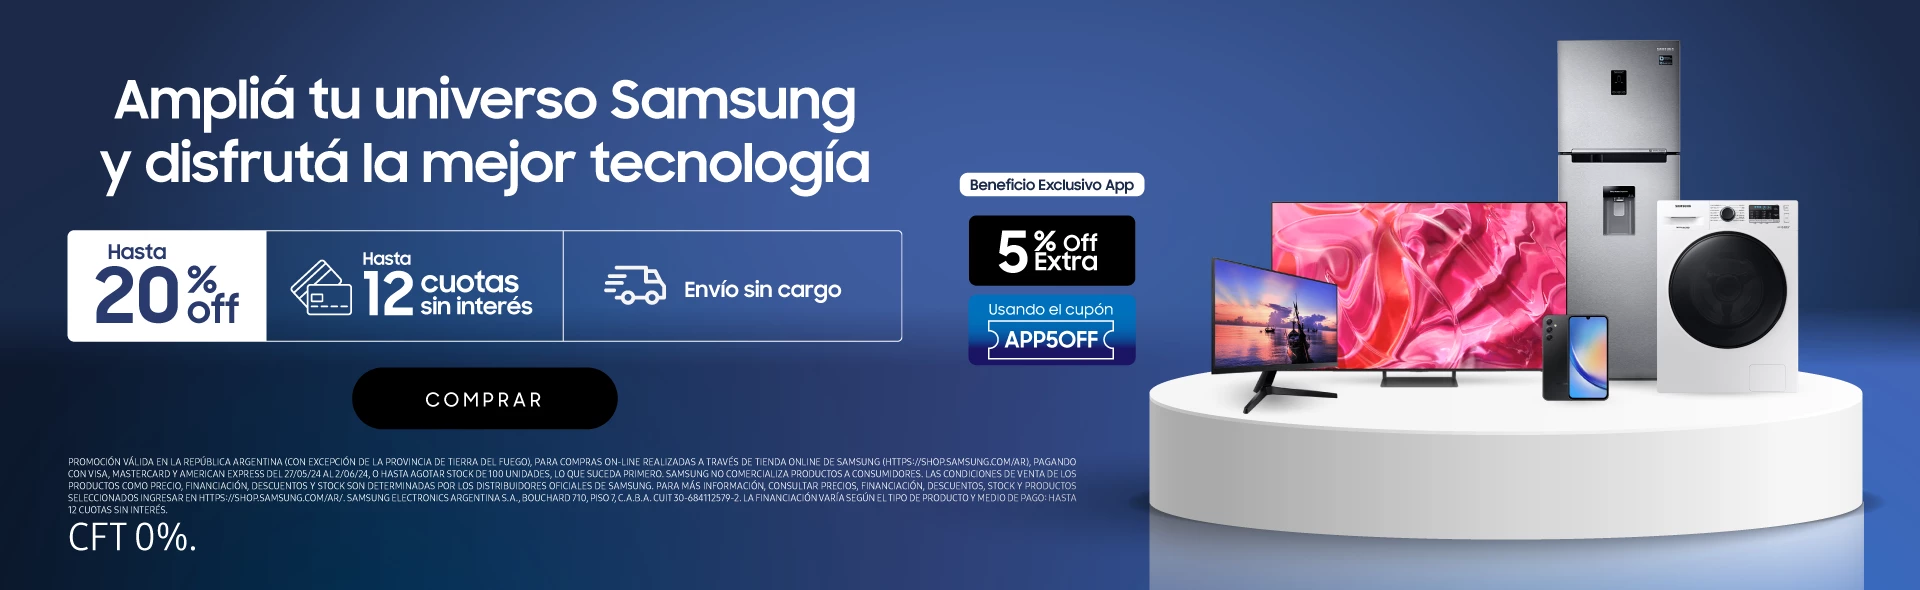 Ampliá tu universo Samsung
y disfrutá la mejor tecnología
Hasta
20% off
Hasta
12 cuotas
sin interés
Envío sin cargo
COMPRAR
Beneficio Exclusivo App
5% Off
Extra
Usando el cupón
APP5OFF
PROMOCIÓN VÁLIDA EN LA REPÚBLICA ARGENTINA (CON EXCEPCIÓN DE LA PROVINCIA DE TIERRA DEL FUEGO), PARA COMPRAS ON-LINE REALIZADAS A TRAVÉS DE TIENDA ONLINE DE SAMSUNG (HTTPS://SHOP.SAMSUNG.COM/AR), PAGANDO
CON VISA, MASTERCARD Y AMERICAN EXPRESS DEL 27/05/24 AL 2/06/24, O HASTA AGOTAR STOCK DE 100 UNIDADES, LO QUE SUCEDA PRIMERO. SAMSUNG NO COMERCIALIZA PRODUCTOS A CONSUMIDORES. LAS CONDICIONES DE VENTA DE LOS
PRODUCTOS COMO PRECIO, FINANCIACIÓN, DESCUENTOS Y STOCK SON DETERMINADAS POR LOS DISTRIBUIDORES OFICIALES DE SAMSUNG. PARA MÁS INFORMACIÓN, CONSULTAR PRECIOS, FINANCIACIÓN, DESCUENTOS, STOCK Y PRODUCTOS
SELECCIONADOS INGRESAR EN HTTPS://SHOP.SAMSUNG.COM/AR/. SAMSUNG ELECTRONICS ARGENTINA S.A., BOUCHARD 710, PISO 7, C.A.B.A. CUIT 30-684112579-2. LA FINANCIACIÓN VARÍA SEGÚN EL TIPO DE PRODUCTO Y MEDIO DE PAGO: HASTA
12 CUOTAS SIN INTERÉS.
CFT 0%.
SAMSUNG
SAMSUNG